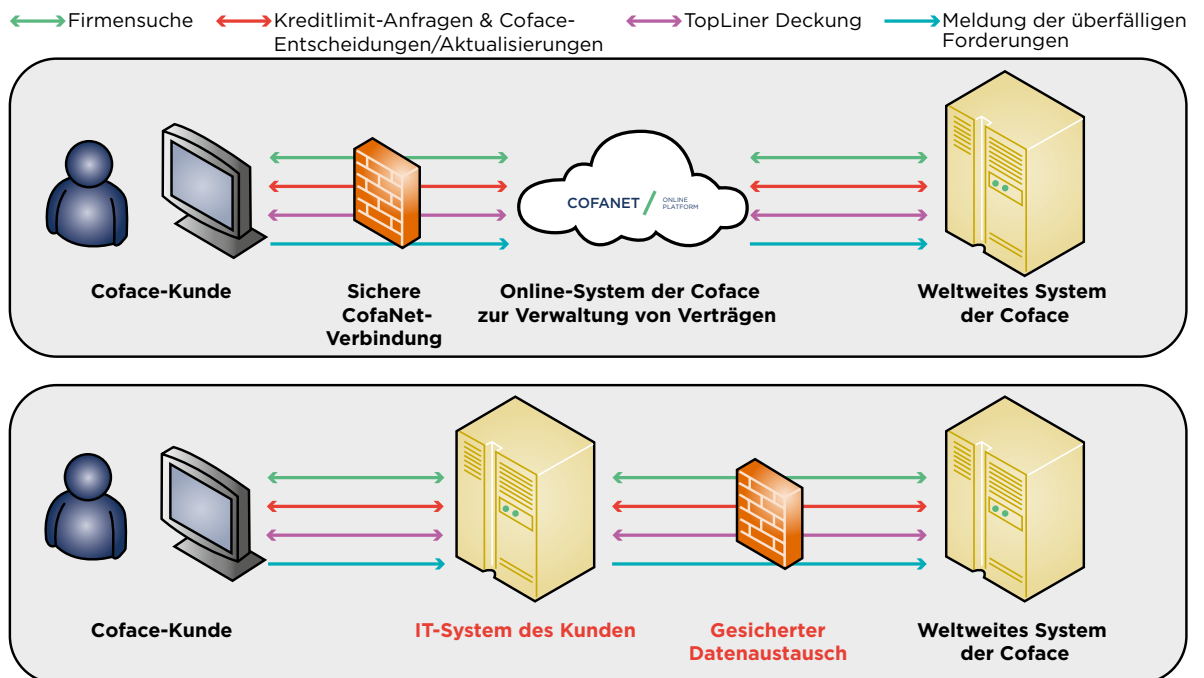 Firmensuche
Kreditlimit-Anfragen & Coface-
Entscheidungen/Aktualisierungen
TopLiner Deckung
Meldung der überfälligen
Forderungen
COFANET / ONLINE
PLATFORM
Coface-Kunde
Sichere
CofaNet-
Verbindung
Online-System der Coface
zur Verwaltung von Verträgen
Weltweites System
der Coface
Coface-Kunde
IT-System des Kunden
Gesicherter
Datenaustausch
Weltweites System
der Coface